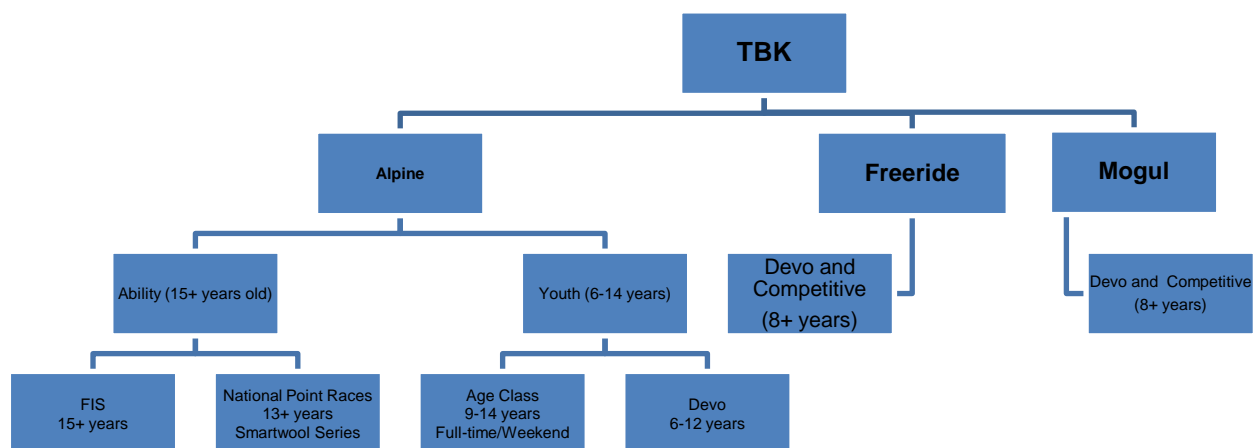 TBK
Alpine
Freeride
Mogul
Ability (15+ years old)
Youth (6-14 years)
Devo and
Competitive
(8+ years)
Devo and Competitive
(8+ years)
FIS
15+ years
National Point Races
13+ years
Smartwool Series
Age Class
9-14 years
Full-time/Weekend
Devo
6-12 years